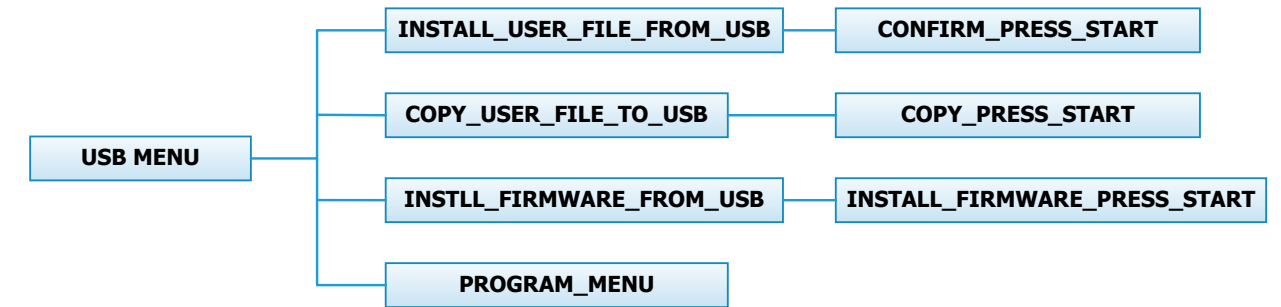 INSTALL_USER_FILE_FROM_USB
CONFIRM_PRESS_START
COPY_USER_FILE_TO_USB
COPY_PRESS_START
USB MENU
INSTLL_FIRMWARE_FROM_USB
INSTALL_FIRMWARE_PRESS_START
PROGRAM_MENU